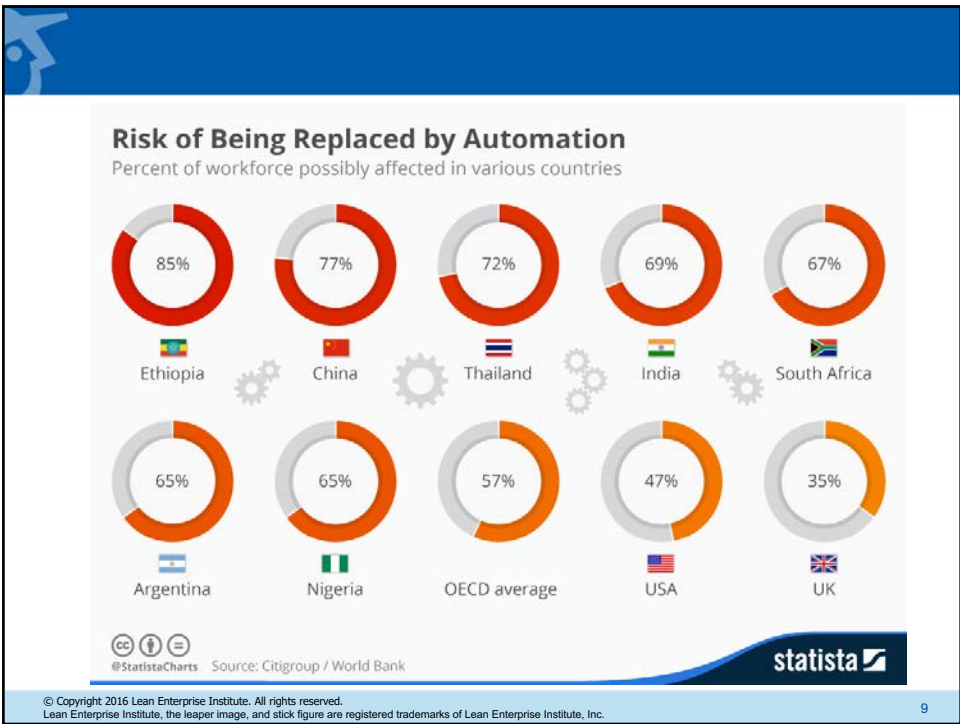 Risk of Being Replaced by Automation
Percent of workforce possibly affected in various countries
85% 77% 72% 69% 67%
Ethiopia China Thailand India South Africa
65% 65% 57% 47% 35%
Argentina Nigeria OECD average USA UK
cc
@StatistaCharts Source: Citigroup / World Bank
statista
© Copyright 2016 Lean Enterprise Institute. All rights reserved.
Lean Enterprise Institute, the leaper image, and stick figure are registered trademarks of Lean Enterprise Institute, Inc.
9